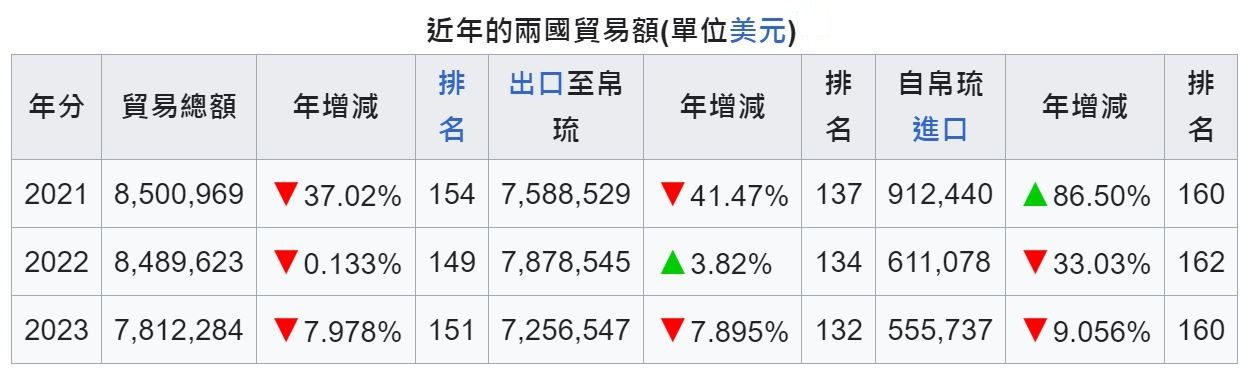 近年的兩國貿易額(單位美元)
年分 貿易總額 年增減 排名 出口至帛琉 年增減 排名 自帛琉進口 年增減 排名
2021 8,500,969 ▼37.02% 154 7,588,529 ▼41.47% 137 912,440 ▲86.50% 160
2022 8,489,623 ▼0.133% 149 7,878,545 ▲3.82% 134 611,078 ▼33.03% 162
2023 7,812,284 ▼7.978% 151 7,256,547 ▼7.895% 132 555,737 ▼9.056% 160